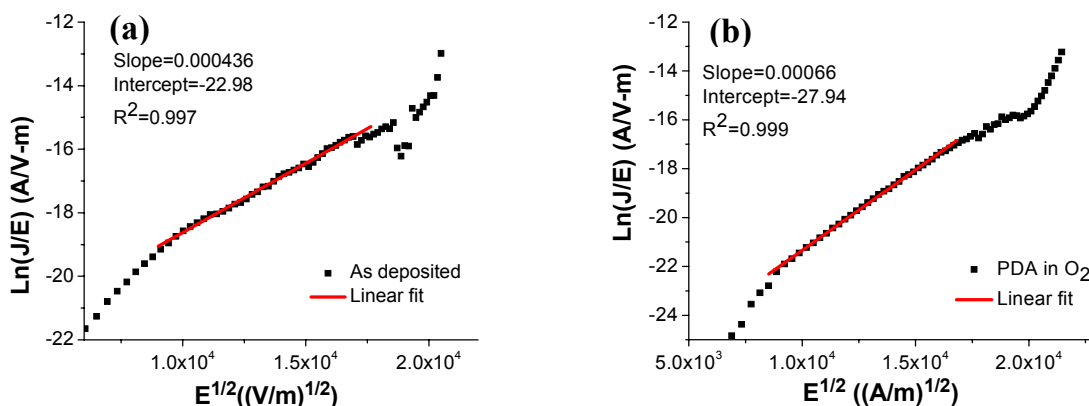 (a)
Slope=0.000436
Intercept=-22.98
R²=0.997
As deposited
Linear fit
Ln(J/E) (A/V-m)
-12
-14
-16
-18
-20
-22
1.0x10⁴
1.5x10⁴
2.0x10⁴
E^1/2((V/m)^1/2)
(b)
Slope=0.00066
Intercept=-27.94
R²=0.999
PDA in O₂
Linear fit
Ln(J/E) (A/V-m)
-12
-14
-16
-18
-20
-22
-24
5.0x10³
1.0x10⁴
1.5x10⁴
2.0x10⁴
E^1/2 ((A/m)^1/2)